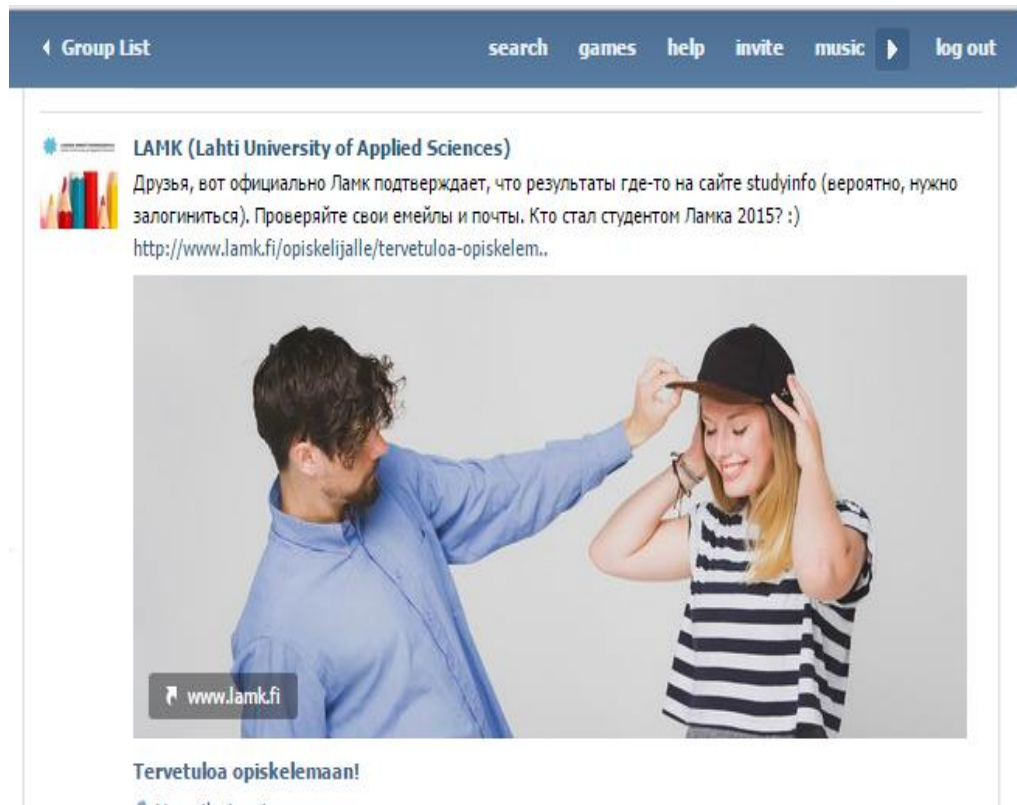 Group List search games help invite music log out
LAMK (Lahti University of Applied Sciences)
Друзья, вот официально Ламк подтверждает, что результаты где-то на сайте studyinfo (вероятно, нужно
залогиниться). Проверяйте свои емейлы и почты. Кто стал студентом Ламка 2015? :)
http://www.lamk.fi/opiskelijalle/tervetuloa-opiskelem..
www.lamk.fi
Tervetuloa opiskelemaan!